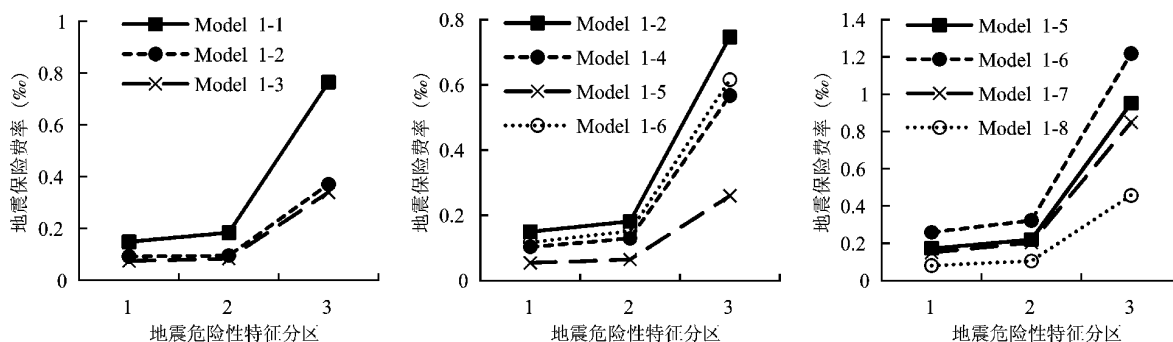 地震保险费率 (‰)
1
0.8
0.6
0.4
0.2
0
Model 1-1
Model 1-2
Model 1-3
1 2 3
地震危险性特征分区
地震保险费率 (‰)
0.8
0.6
0.4
0.2
0
Model 1-2
Model 1-4
Model 1-5
Model 1-6
1 2 3
地震危险性特征分区
地震保险费率 (‰)
1.4
1.2
1
0.8
0.6
0.4
0.2
0
Model 1-5
Model 1-6
Model 1-7
Model 1-8
1 2 3
地震危险性特征分区